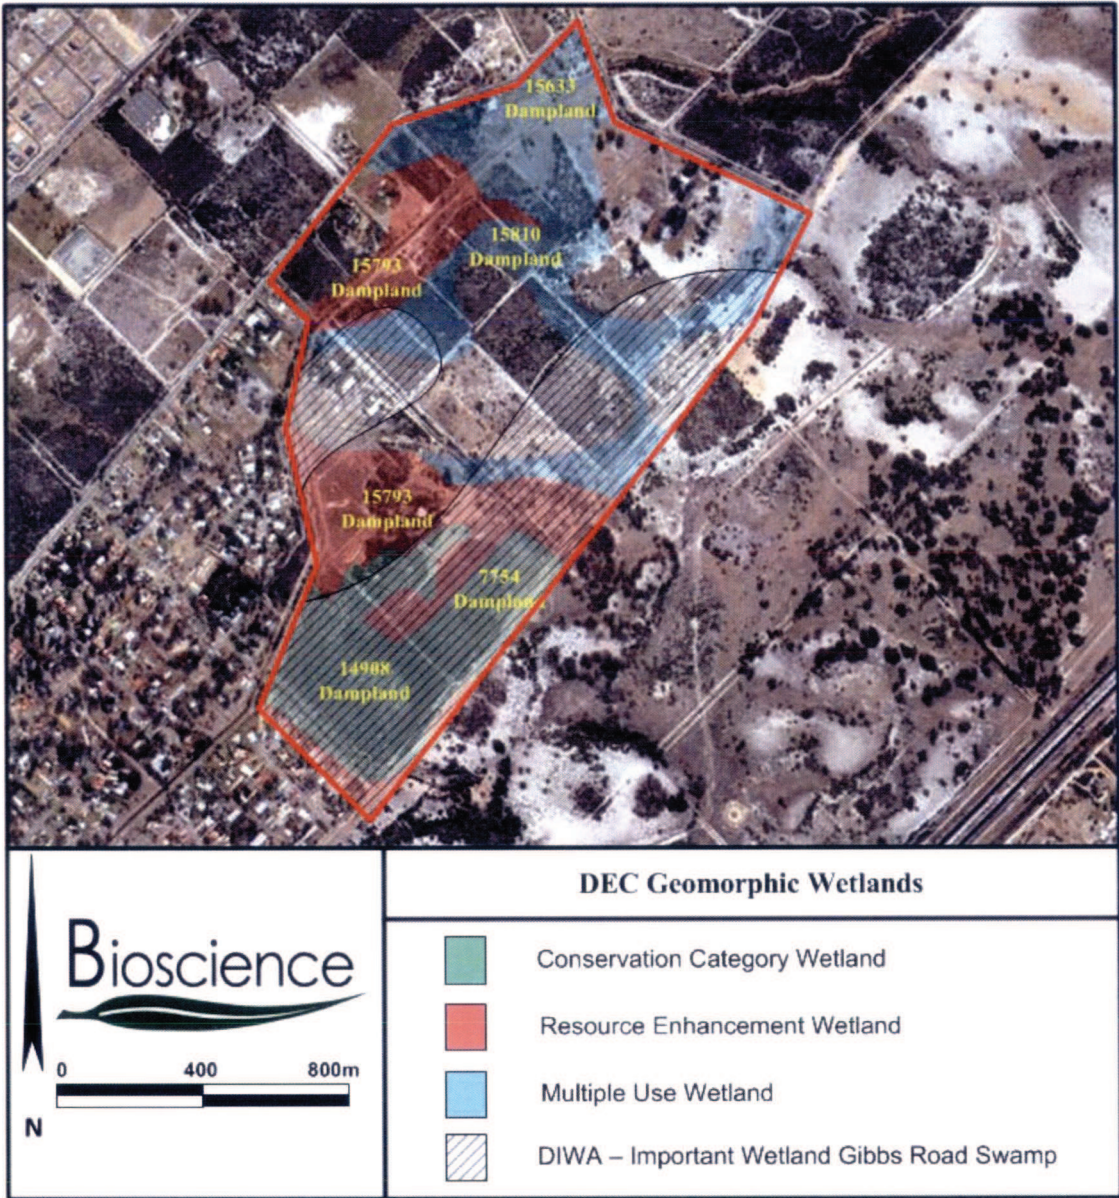 15633
Dampland
15810
Dampland
15793
Dampland
15793
Dampland
7754
14908
Dampland
Bioscience
0 400 800m
N
DEC Geomorphic Wetlands
Conservation Category Wetland
Resource Enhancement Wetland
Multiple Use Wetland
DIWA – Important Wetland Gibbs Road Swamp